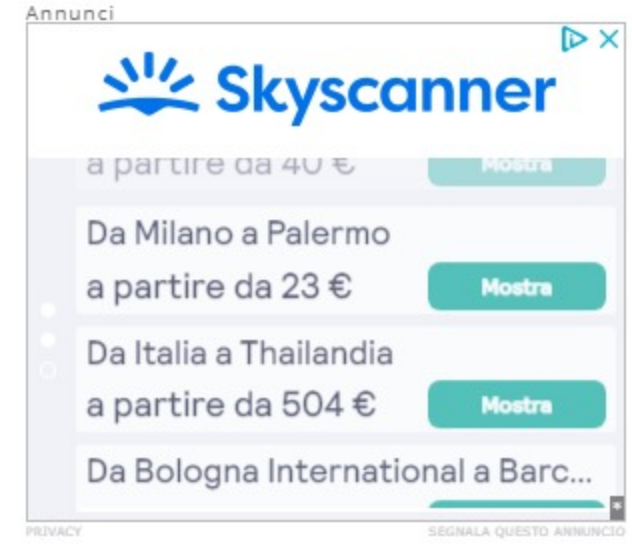 Annunci
Skyscanner
a partire da 40 €
Mostra
Da Milano a Palermo
a partire da 23 €
Mostra
Da Italia a Thailandia
a partire da 504 €
Mostra
Da Bologna International a Barc...
PRIVACY
SEGNALA QUESTO ANNUNCIO